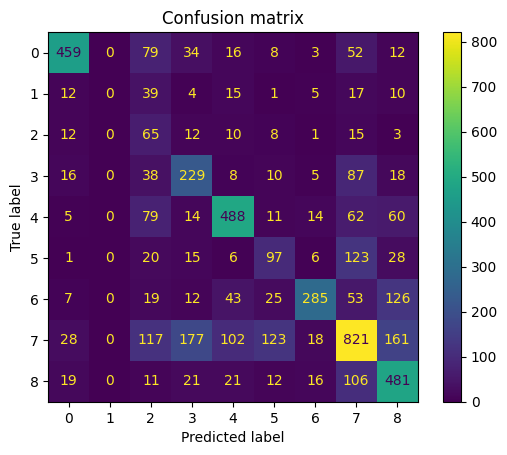 Confusion matrix
0 459 0 79 34 16 8 3 52 12
1 12 0 39 4 15 1 5 17 10
2 12 0 65 12 10 8 1 15 3
3 16 0 38 229 8 10 5 87 18
4 5 0 79 14 488 11 14 62 60
5 1 0 20 15 6 97 6 123 28
6 7 0 19 12 43 25 285 53 126
7 28 0 117 177 102 123 18 821 161
8 19 0 11 21 21 12 16 106 481
0 1 2 3 4 5 6 7 8
Predicted label
True label
800
700
600
500
400
300
200
100
0